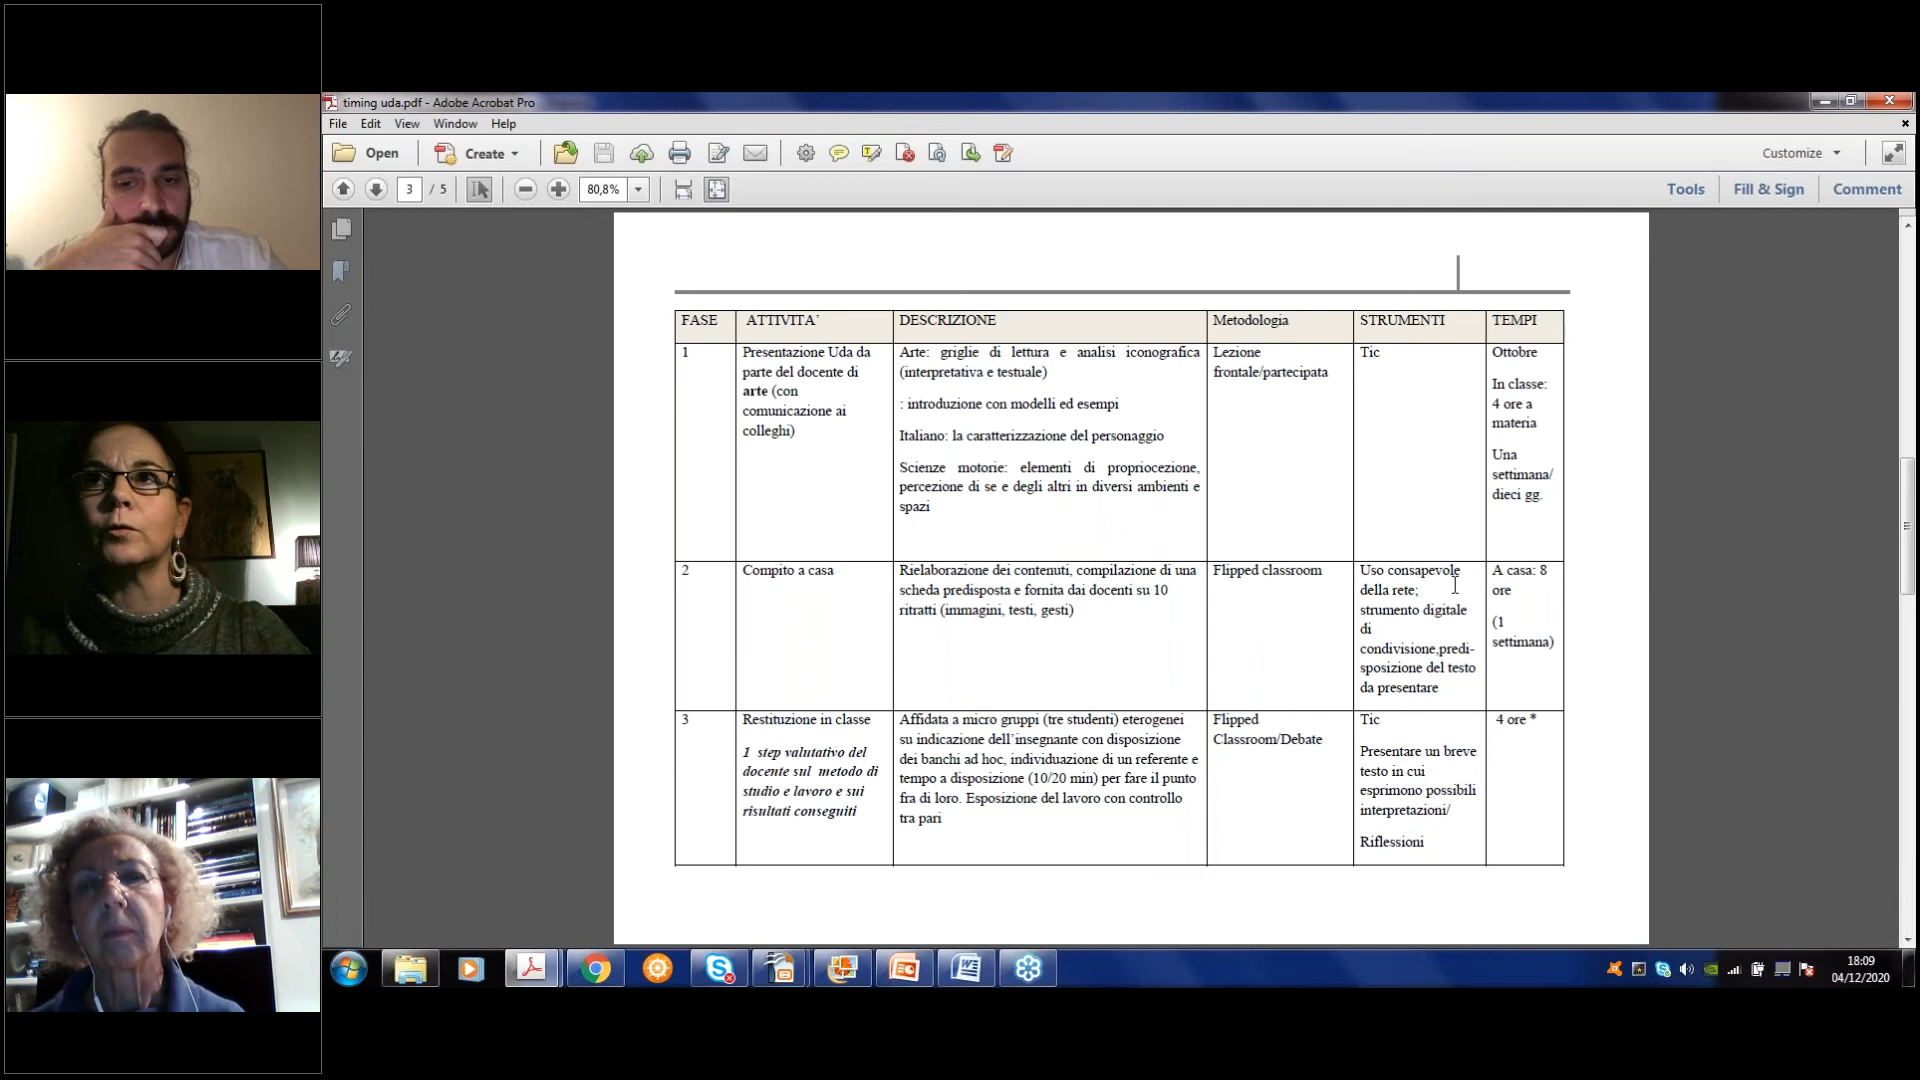 timing uda.pdf - Adobe Acrobat Pro
File Edit View Window Help
Open Create Customize
3 / 5 80,8% Tools Fill & Sign Comment
FASE ATTIVITA` DESCRIZIONE Metodologia STRUMENTI TEMPI
1
Presentazione Uda da
parte del docente di
arte (con
comunicazione ai
colleghi)
Arte: griglie di lettura e analisi iconografica
(interpretativa e testuale)
: introduzione con modelli ed esempi
Italiano: la caratterizzazione del personaggio
Scienze motorie: elementi di propriocezione,
percezione di se e degli altri in diversi ambienti e
spazi
Lezione
frontale/partecipata
Tic
Ottobre
In classe:
4 ore a
materia
Una
settimana/
dieci gg.
2
Compito a casa
Rielaborazione dei contenuti, compilazione di una
scheda predisposta e fornita dai docenti su 10
ritratti (immagini, testi, gesti)
Flipped classroom
Uso consapevole
della rete;
strumento digitale
di
condivisione,predi-
sposizione del testo
da presentare
A casa: 8
ore
(1
settimana)
3
Restituzione in classe
1 step valutativo del
docente sul metodo di
studio e lavoro e sui
risultati conseguiti
Affidata a micro gruppi (tre studenti) eterogenei
su indicazione dell’insegnante con disposizione
dei banchi ad hoc, individuazione di un referente e
tempo a disposizione (10/20 min) per fare il punto
fra di loro. Esposizione del lavoro con controllo
tra pari
Flipped
Classroom/Debate
Tic
Presentare un breve
testo in cui
esprimono possibili
interpretazioni/
Riflessioni
4 ore *
18:09
04/12/2020